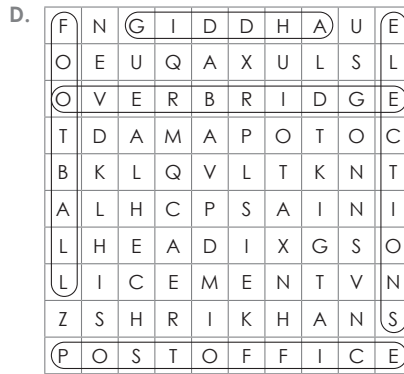 D.
F N G I D D H A U E
O E U Q A X U L S L
O V E R B R I D G E
T D A M A P O T O C
B K L Q V L T K N T
A L H C P S A I N I
L H E A D I X G S O
L I C E M E N T V N
Z S H R I K H A N S
P O S T O F F I C E